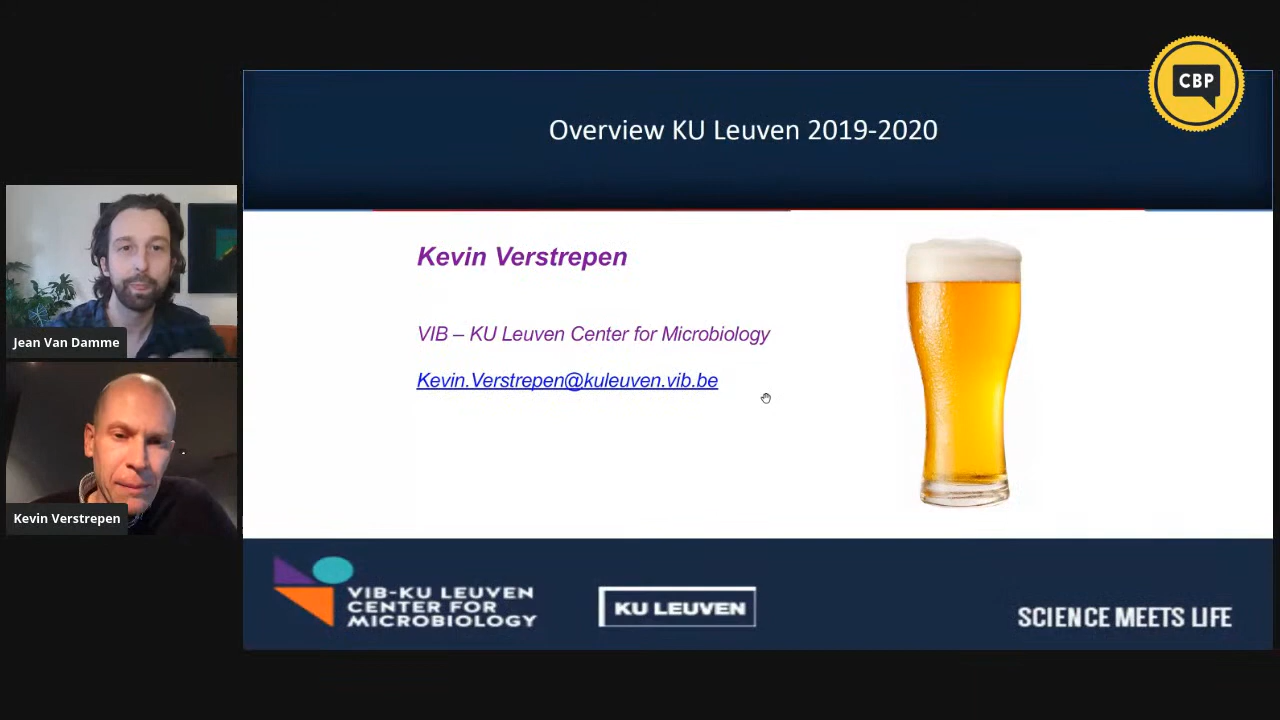 CBP
Overview KU Leuven 2019-2020
Kevin Verstrepen
VIB – KU Leuven Center for Microbiology
Kevin.Verstrepen@kuleuven.vib.be
Jean Van Damme
Kevin Verstrepen
VIB-KU LEUVEN
CENTER FOR
MICROBIOLOGY
KU LEUVEN
SCIENCE MEETS LIFE